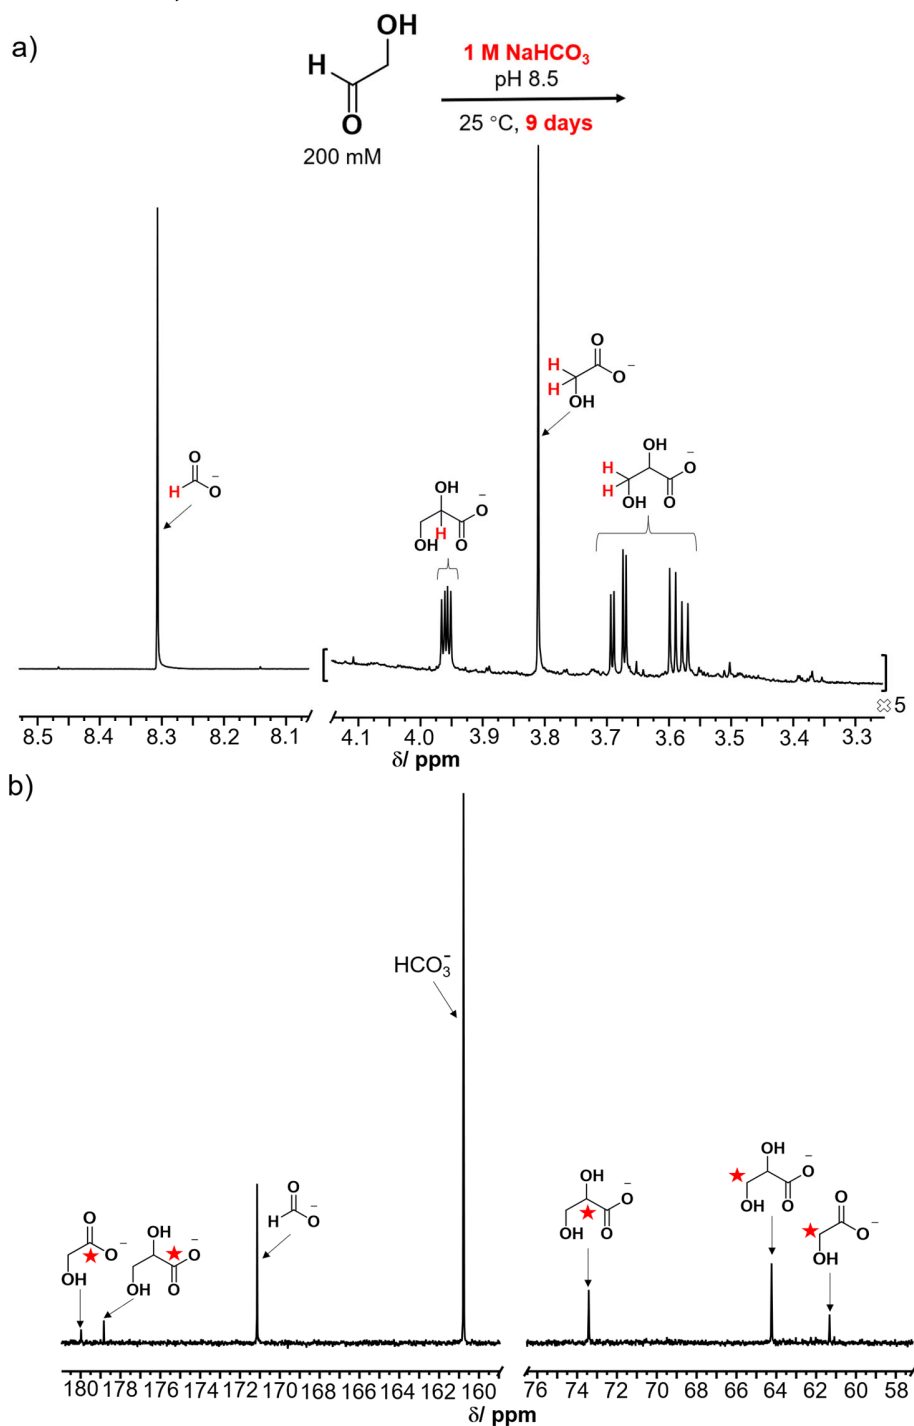 a)
OH
H
O
200 mM
1 M NaHCO₃
pH 8.5
25 °C, 9 days
H
O
O⁻
OH
OH
H
O
O⁻
H
H
OH
O
O⁻
H
H
OH
OH
O
O⁻
[
]
×5
8.5 8.4 8.3 8.2 8.1 4.1 4.0 3.9 3.8 3.7 3.6 3.5 3.4 3.3
δ/ ppm
b)
HCO₃⁻
O
O⁻
OH
OH
OH
O
O⁻
H
O
O⁻
OH
OH
O
O⁻
OH
OH
O
O⁻
O
O⁻
OH
180 178 176 174 172 170 168 166 164 162 160 76 74 72 70 68 66 64 62 60 58
δ/ ppm